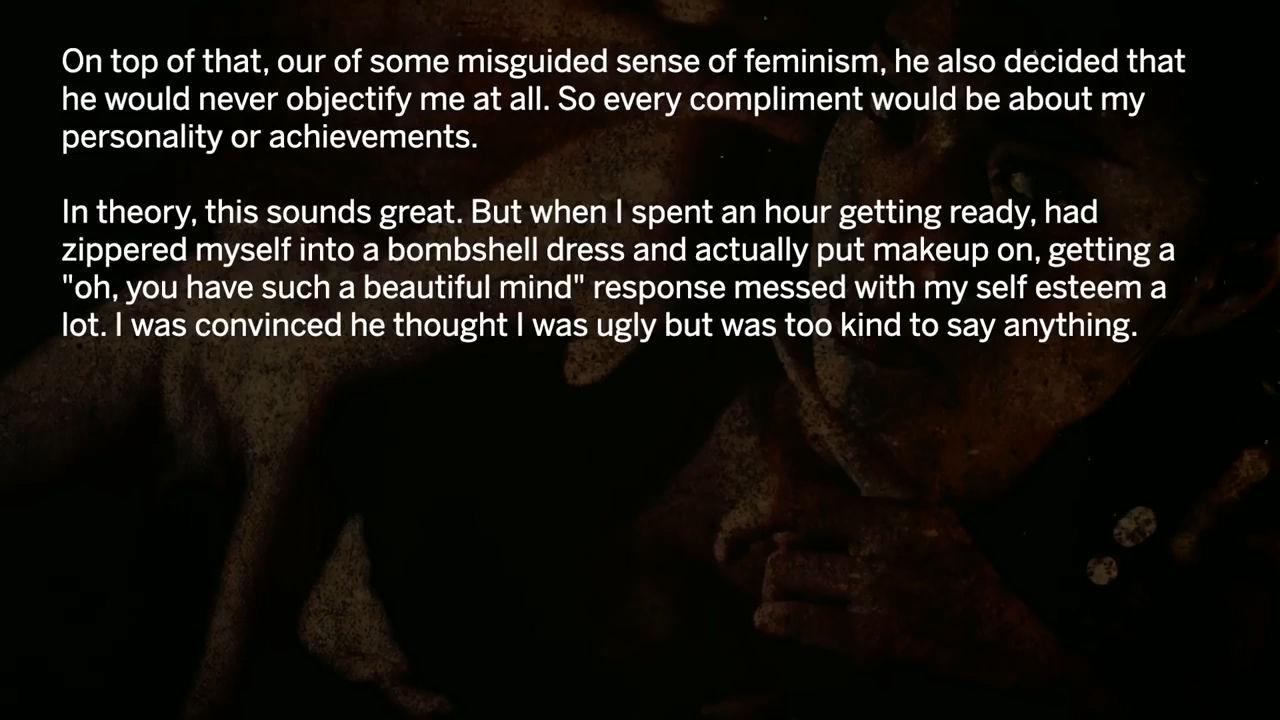 On top of that, our of some misguided sense of feminism, he also decided that
he would never objectify me at all. So every compliment would be about my
personality or achievements.
In theory, this sounds great. But when I spent an hour getting ready, had
zippered myself into a bombshell dress and actually put makeup on, getting a
"oh, you have such a beautiful mind" response messed with my self esteem a
lot. I was convinced he thought I was ugly but was too kind to say anything.